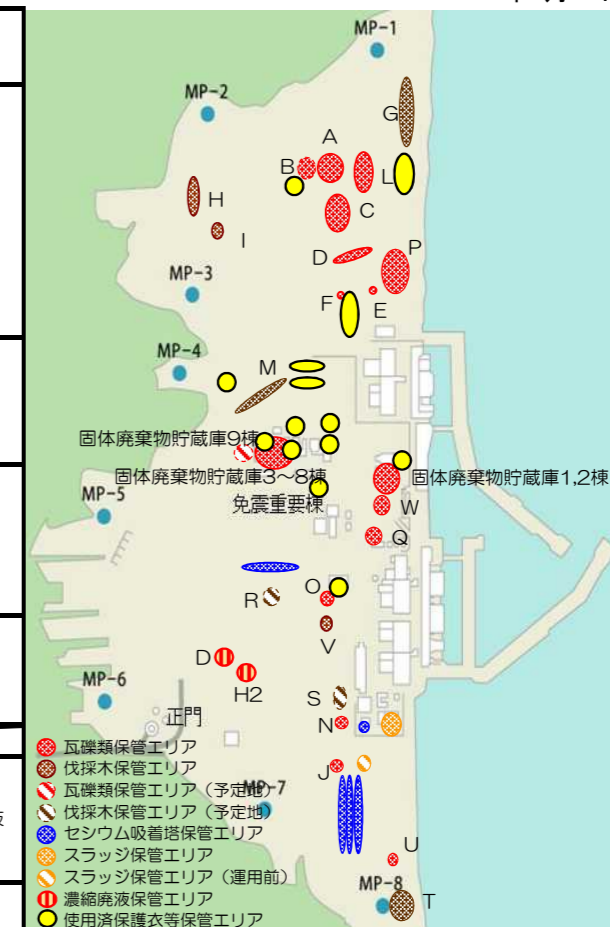 MP-1
MP-2
G
A
B
L
H
C
I
D
P
MP-3
F
E
MP-4
M
固体廃棄物貯蔵庫9棟
固体廃棄物貯蔵庫3～8棟
固体廃棄物貯蔵庫1,2棟
免震重要棟
MP-5
W
Q
O
R
V
D
H2
MP-6
S
正門
N
瓦礫類保管エリア
伐採木保管エリア
J
瓦礫類保管エリア（予定地）
MP-7
伐採木保管エリア（予定地）
セシウム吸着塔保管エリア
スラッジ保管エリア
U
スラッジ保管エリア（運用前）
MP-8
濃縮廃液保管エリア
T
使用済保護衣等保管エリア